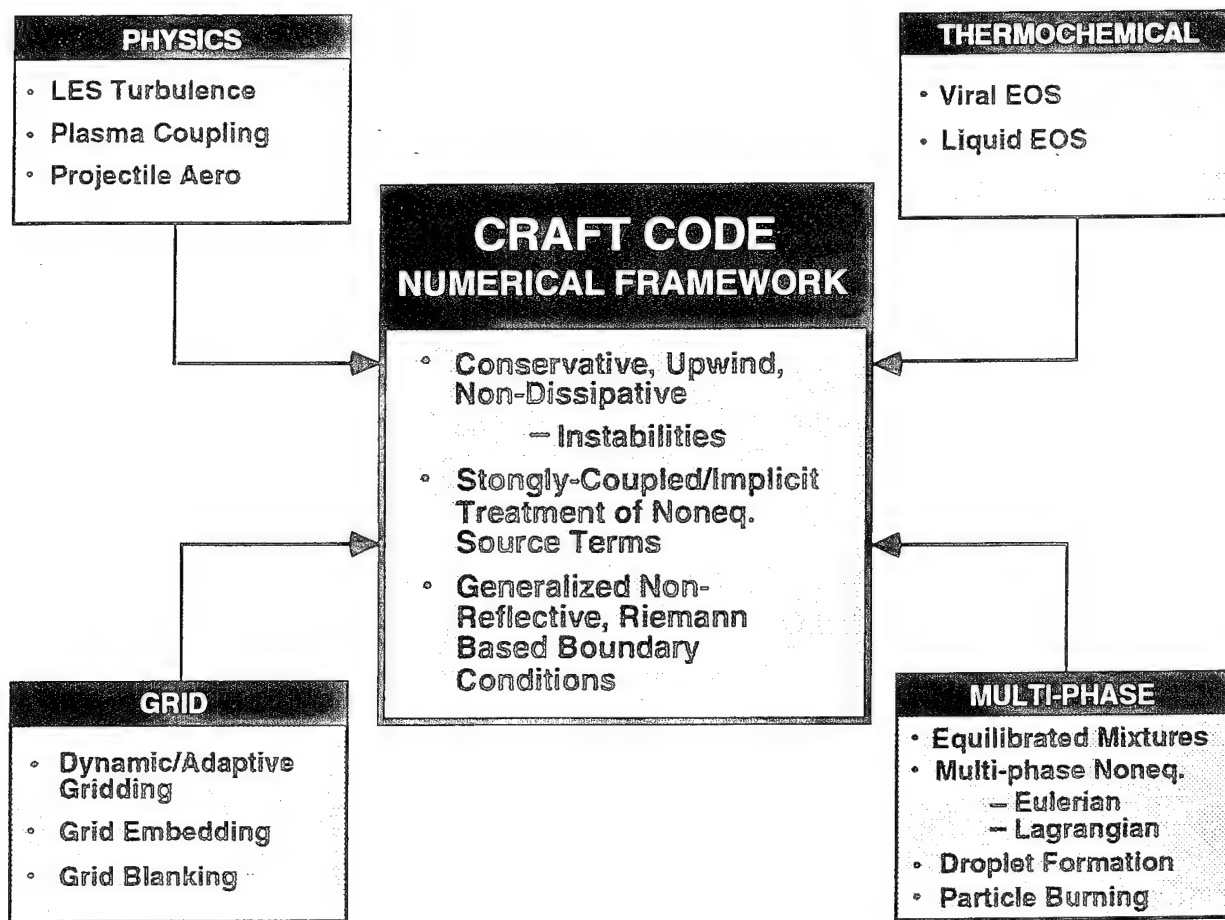 PHYSICS
• LES Turbulence
• Plasma Coupling
• Projectile Aero
THERMOCHEMICAL
• Viral EOS
• Liquid EOS
CRAFT CODE
NUMERICAL FRAMEWORK
• Conservative, Upwind,
Non-Dissipative
– Instabilities
• Stongly-Coupled/Implicit
Treatment of Noneq.
Source Terms
• Generalized Non-
Reflective, Riemann
Based Boundary
Conditions
GRID
• Dynamic/Adaptive
Gridding
• Grid Embedding
• Grid Blanking
MULTI-PHASE
• Equilibrated Mixtures
• Multi-phase Noneq.
– Eulerian
– Lagrangian
• Droplet Formation
• Particle Burning